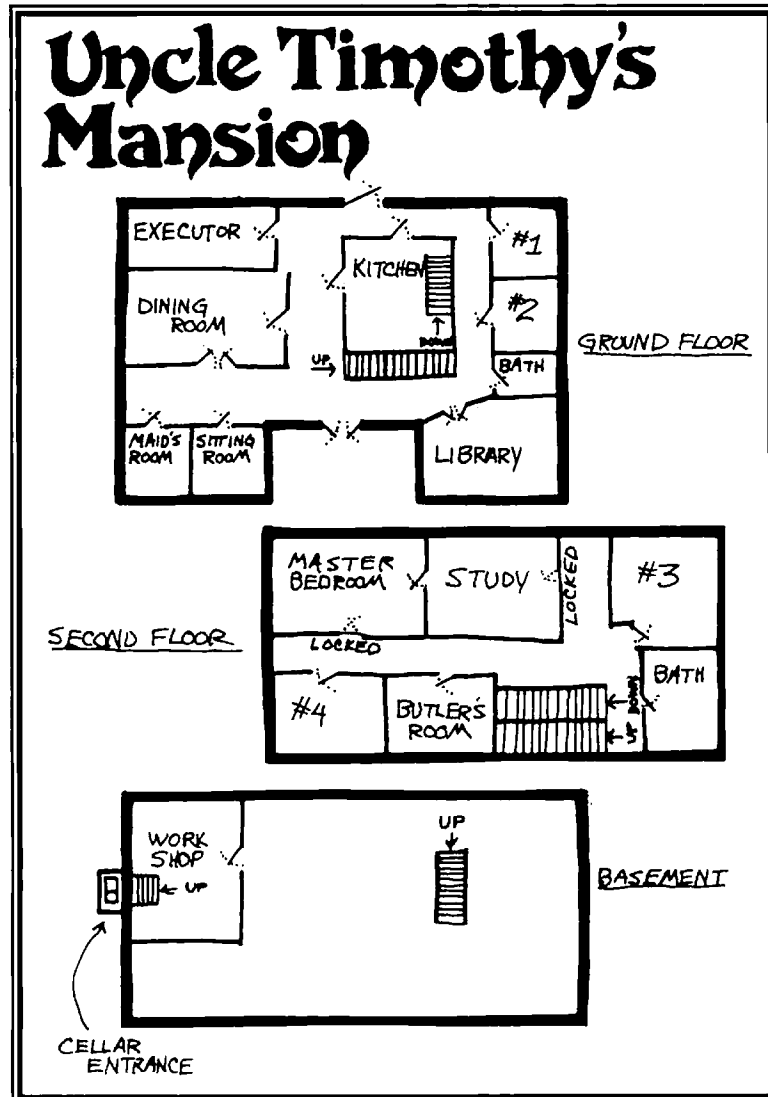 Uncle Timothy's
Mansion
EXECUTOR
#1
KITCHEN
DINING
ROOM
#2
DOWN
UP
BATH
GROUND FLOOR
MAID'S
ROOM
SITTING
ROOM
LIBRARY
MASTER
BEDROOM
STUDY
LOCKED
#3
SECOND FLOOR
LOCKED
BATH
#4
BUTLER'S
ROOM
DOWN
UP
WORK
SHOP
UP
UP
BASEMENT
CELLAR
ENTRANCE